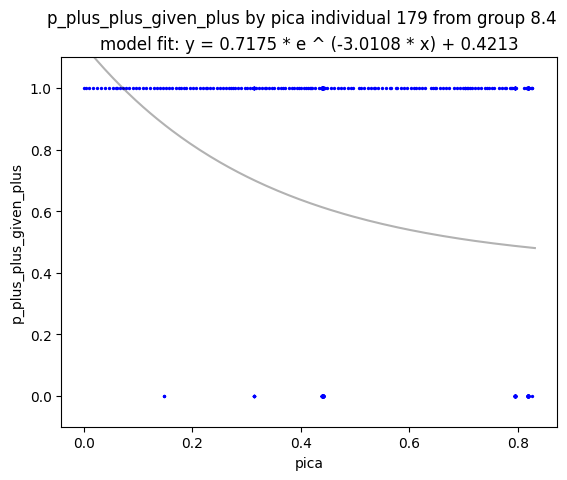 p_plus_plus_given_plus by pica individual 179 from group 8.4
model fit: y = 0.7175 * e ^ (-3.0108 * x) + 0.4213
p_plus_plus_given_plus
1.0
0.8
0.6
0.4
0.2
0.0
0.0 0.2 0.4 0.6 0.8
pica